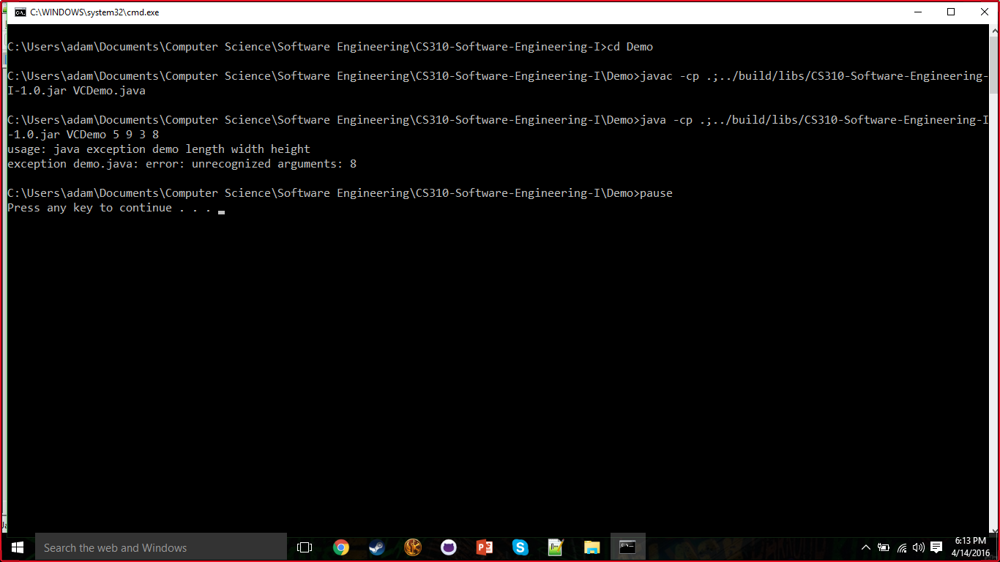 C:\WINDOWS\system32\cmd.exe
C:\Users\adam\Documents\Computer Science\Software Engineering\CS310-Software-Engineering-I>cd Demo
C:\Users\adam\Documents\Computer Science\Software Engineering\CS310-Software-Engineering-I\Demo>javac -cp .;../build/libs/CS310-Software-Engineering-
I-1.0.jar VCDemo.java
C:\Users\adam\Documents\Computer Science\Software Engineering\CS310-Software-Engineering-I\Demo>java -cp .;../build/libs/CS310-Software-Engineering-I
-1.0.jar VCDemo 5 9 3 8
usage: java exception demo length width height
exception demo.java: error: unrecognized arguments: 8
C:\Users\adam\Documents\Computer Science\Software Engineering\CS310-Software-Engineering-I\Demo>pause
Press any key to continue . . .
Search the web and Windows
6:13 PM
4/14/2016